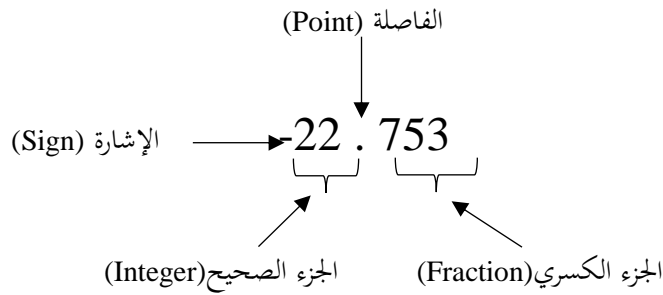 الفاصلة (Point)
الإشارة (Sign)
-22 . 753
الجزء الصحيح(Integer)
الجزء الكسري(Fraction)